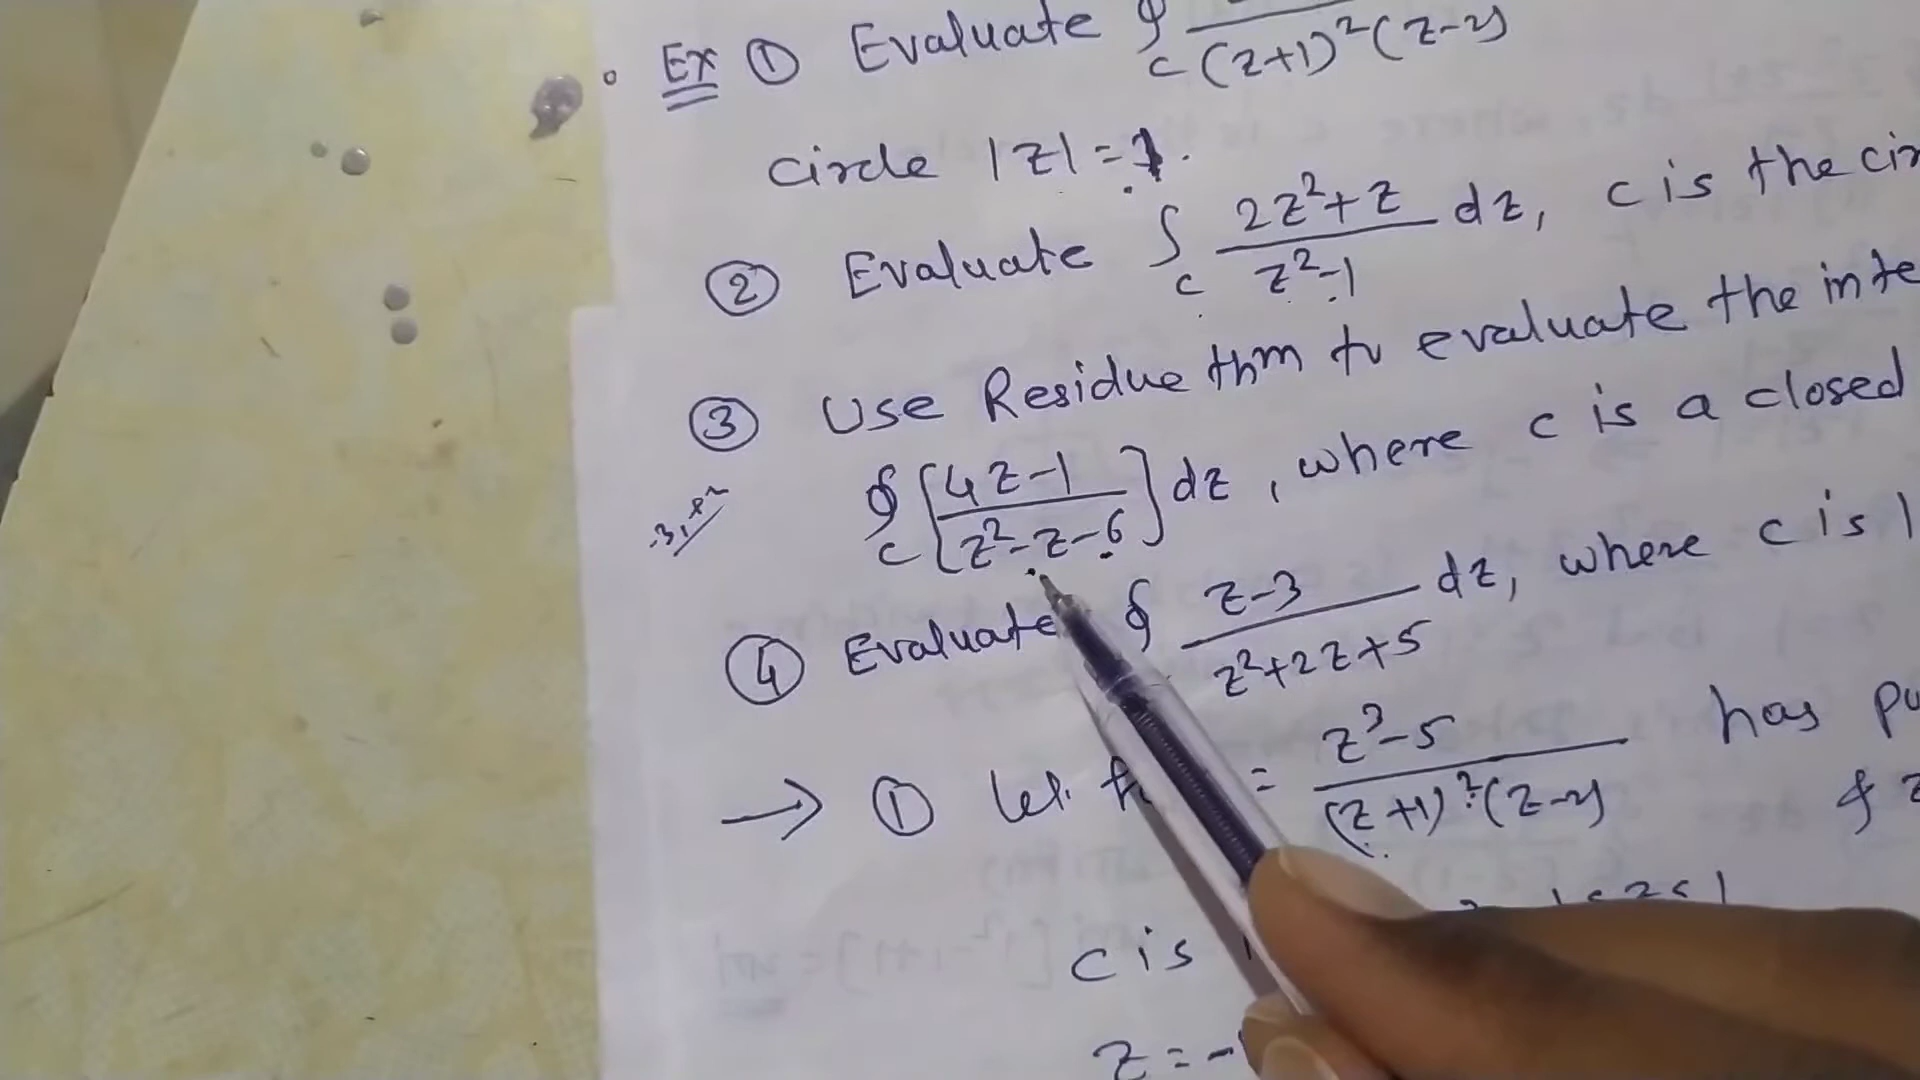 Ex ① Evaluate ∮c ―/(z+1)²(z-2)
circle |z| = 1.
② Evaluate ∫c (2z²+z)/(z²-1) dz, c is the cir
③ Use Residue thm to evaluate the inte
∮c [(4z-1)/(z²-z-6)] dz, where c is a closed
④ Evaluate ∮ (z-3)/(z²+2z+5) dz, where c is |
→ ① Let = (z³-5)/((z+1)²(z-2)) has
& z
c is
z = -